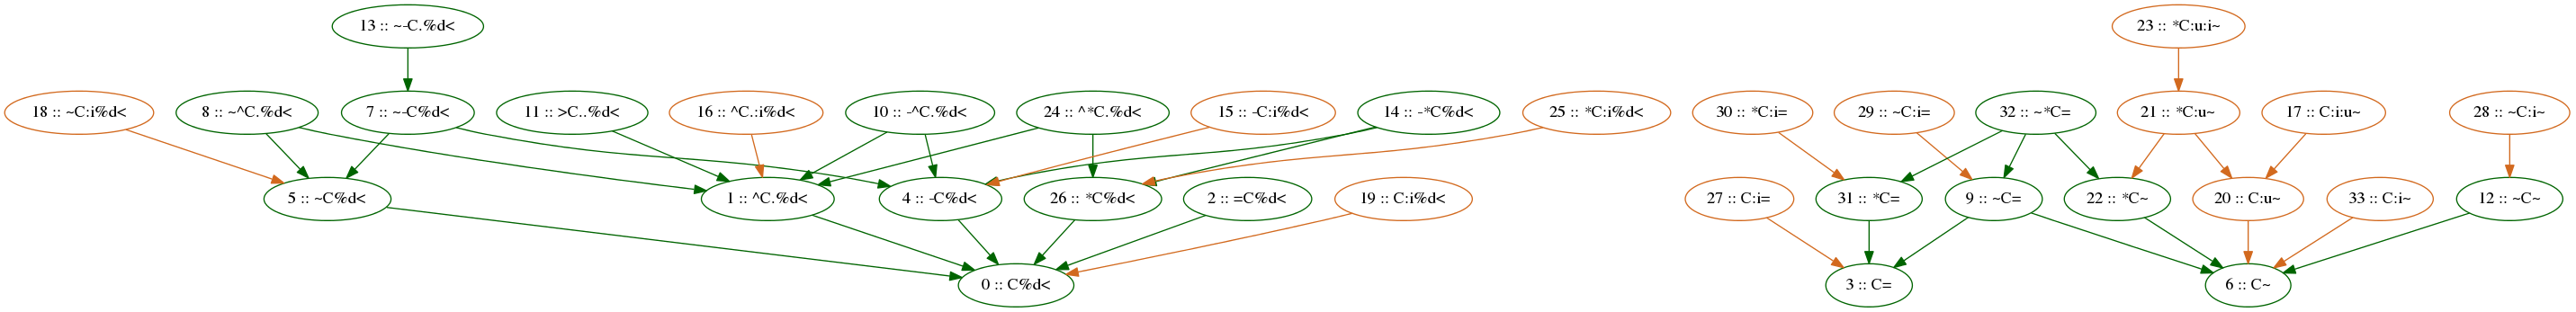 13 :: ~-C.%d<
23 :: *C:u:i~
18 :: ~C:i%d<
8 :: ~^C.%d<
7 :: ~-C%d<
11 :: >C..%d<
16 :: ^C.:i%d<
10 :: -^C.%d<
24 :: ^*C.%d<
15 :: -C:i%d<
14 :: -*C%d<
25 :: *C:i%d<
30 :: *C:i=
29 :: ~C:i=
32 :: ~*C=
21 :: *C:u~
17 :: C:i:u~
28 :: ~C:i~
5 :: ~C%d<
1 :: ^C.%d<
4 :: -C%d<
26 :: *C%d<
2 :: =C%d<
19 :: C:i%d<
27 :: C:i=
31 :: *C=
9 :: ~C=
22 :: *C~
20 :: C:u~
33 :: C:i~
12 :: ~C~
0 :: C%d<
3 :: C=
6 :: C~